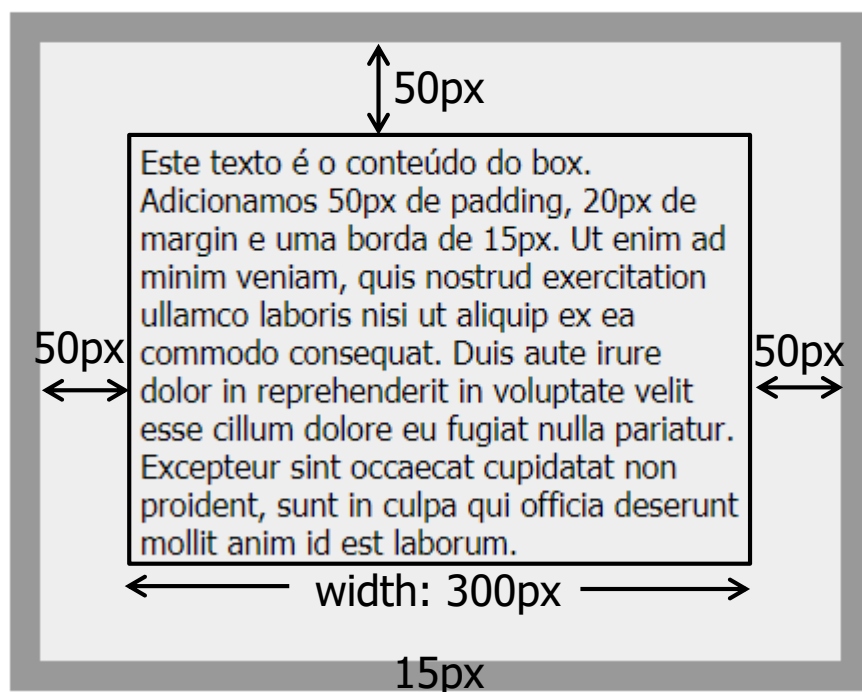 50px
Este texto é o conteúdo do box.
Adicionamos 50px de padding, 20px de
margin e uma borda de 15px. Ut enim ad
minim veniam, quis nostrud exercitation
ullamco laboris nisi ut aliquip ex ea
50px commodo consequat. Duis aute irure 50px
dolor in reprehenderit in voluptate velit
esse cillum dolore eu fugiat nulla pariatur.
Excepteur sint occaecat cupidatat non
proident, sunt in culpa qui officia deserunt
mollit anim id est laborum.
width: 300px
15px